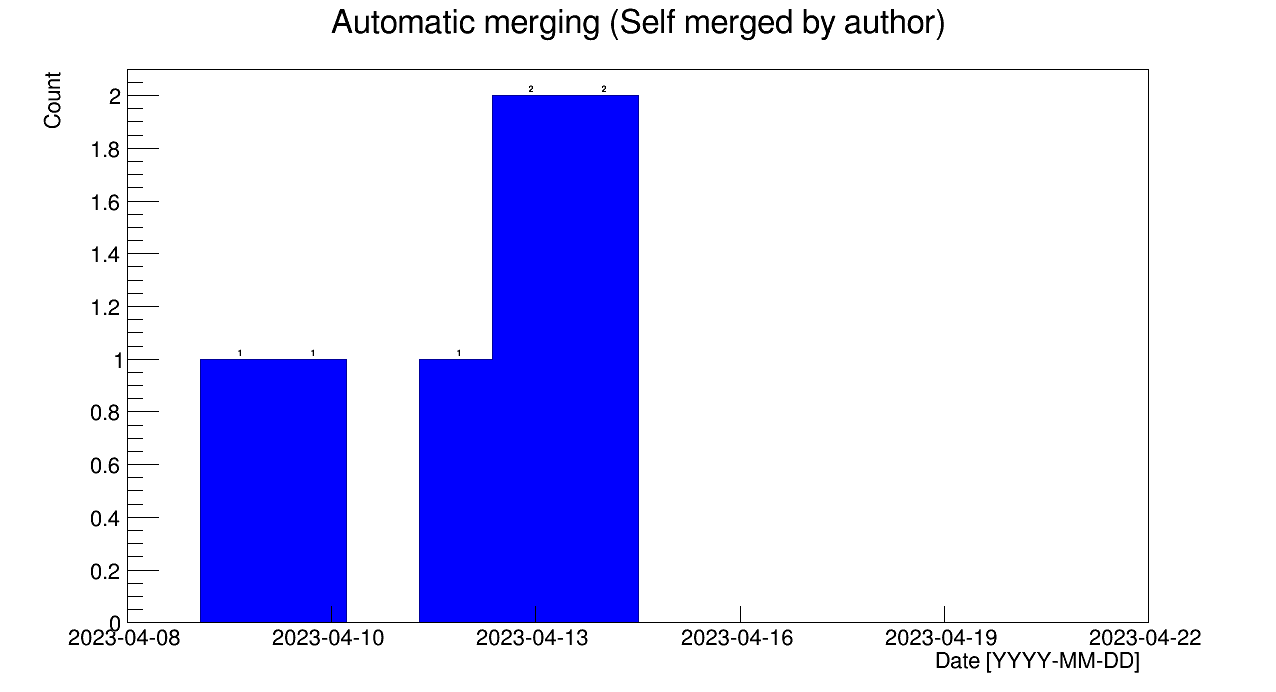 Automatic merging (Self merged by author)
Count
2
1.8
1.6
1.4
1.2
1
0.8
0.6
0.4
0.2
0
2 2
1 1 1
2023-04-08 2023-04-10 2023-04-13 2023-04-16 2023-04-19 2023-04-22
Date [YYYY-MM-DD]